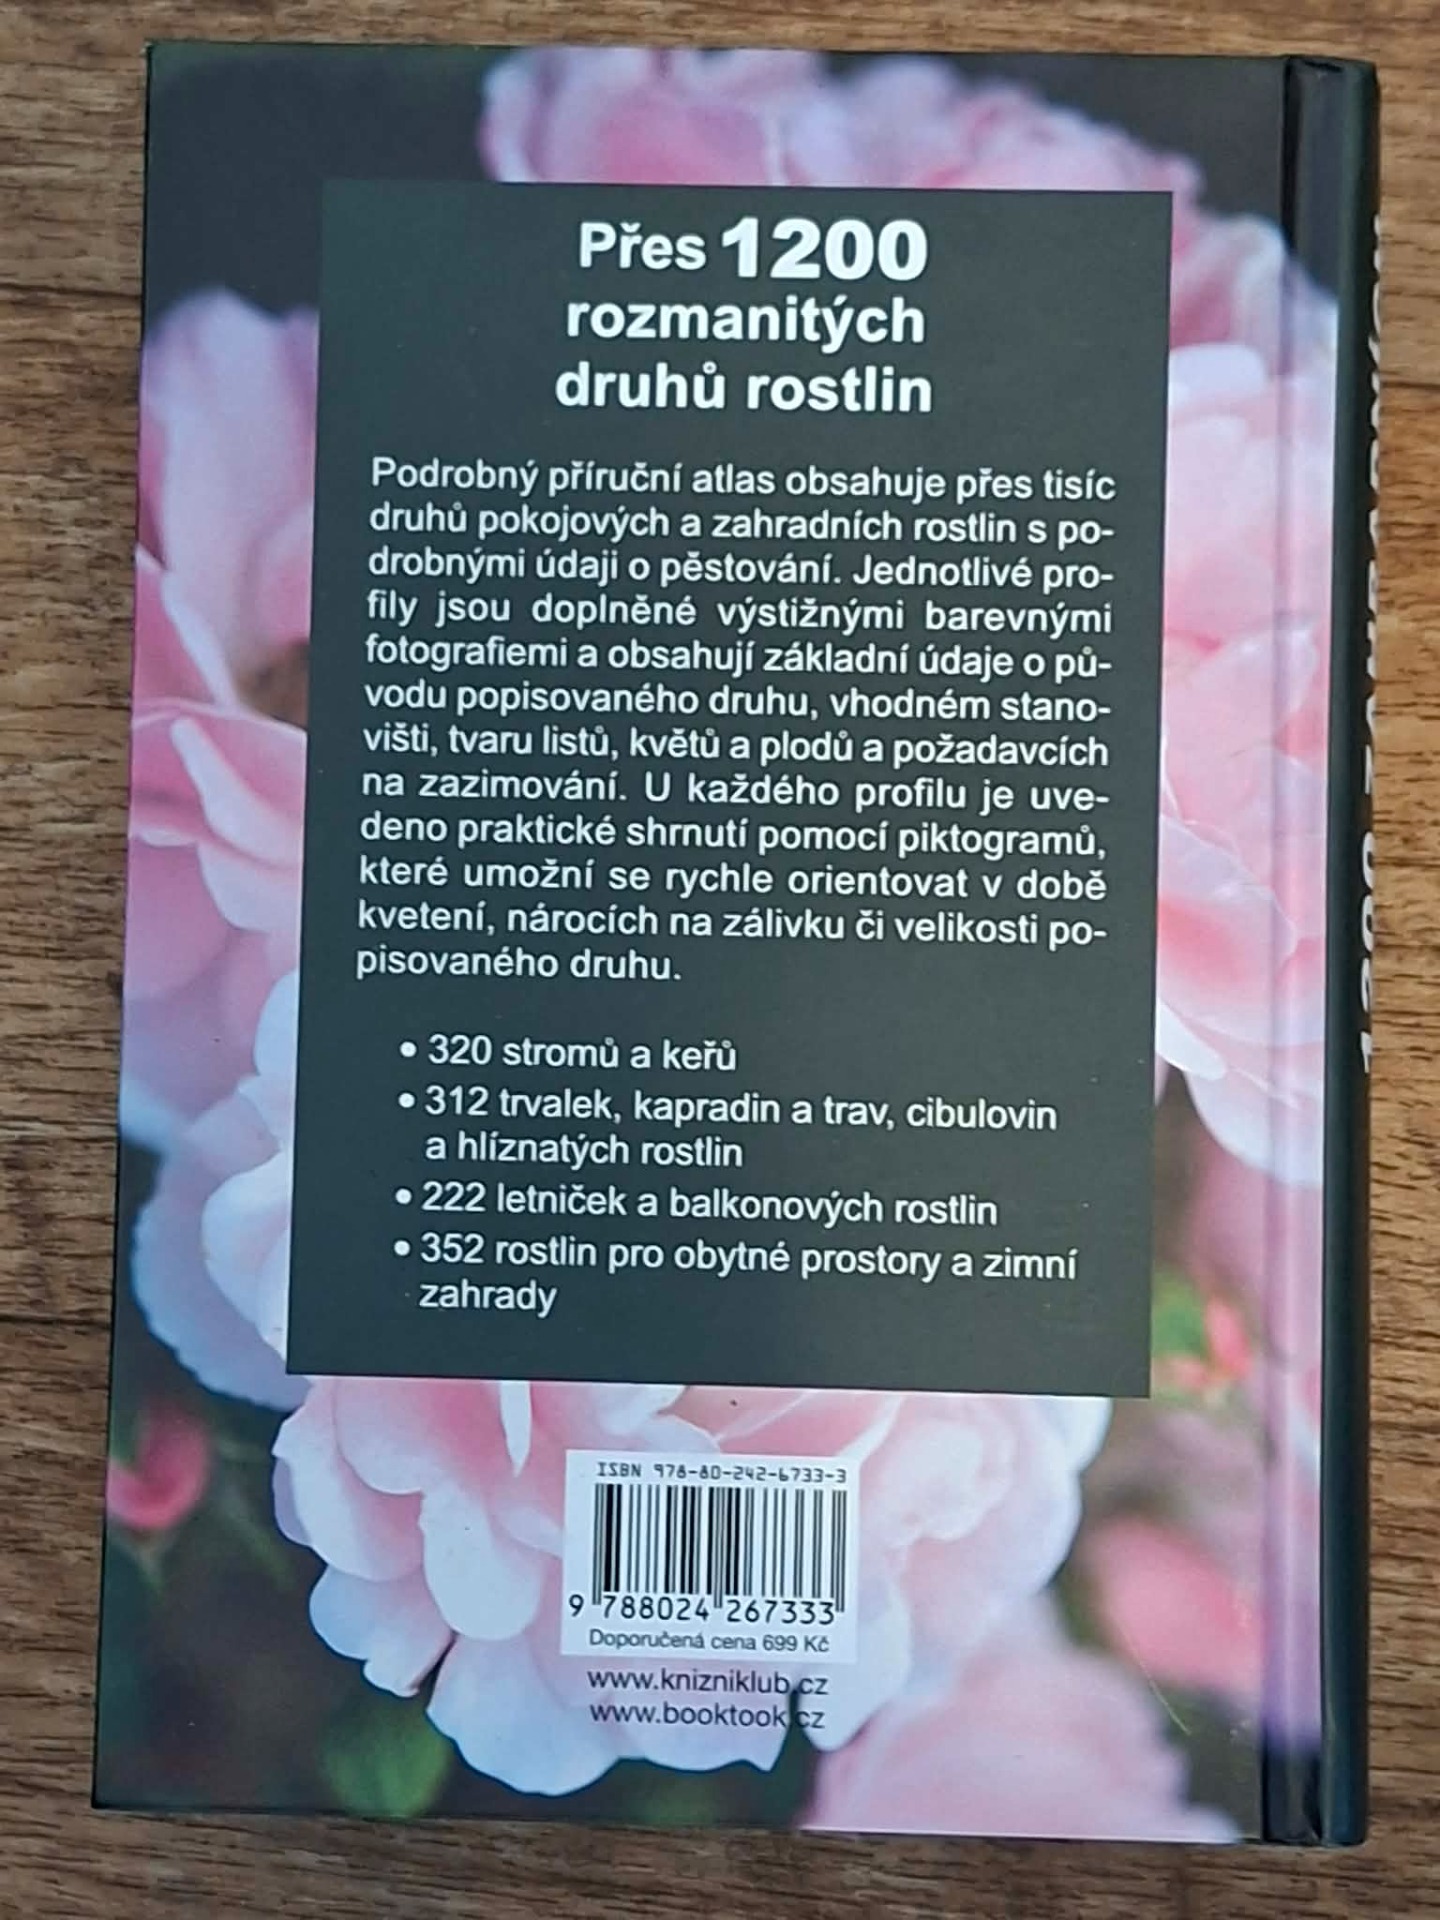 Přes 1200
rozmanitých
druhů rostlin
Podrobný příruční atlas obsahuje přes tisíc
druhů pokojových a zahradních rostlin s po-
drobnými údaji o pěstování. Jednotlivé pro-
fily jsou doplněné výstižnými barevnými
fotografiemi a obsahují základní údaje o pů-
vodu popisovaného druhu, vhodném stano-
višti, tvaru listů, květů a plodů a požadavcích
na zazimování. U každého profilu je uve-
deno praktické shrnutí pomocí piktogramů,
které umožní se rychle orientovat v době
kvetení, nárocích na zálivku či velikosti po-
pisovaného druhu.
• 320 stromů a keřů
• 312 trvalek, kapradin a trav, cibulovin
a hlíznatých rostlin
• 222 letniček a balkonových rostlin
• 352 rostlin pro obytné prostory a zimní
zahrady
ISBN 978-80-242-6733-3
9 788024 267333
Doporučená cena 699 Kč
www.knizniklub.cz
www.booktook.cz